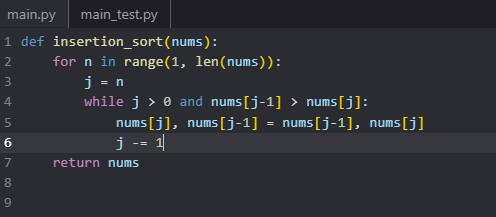 main.py main_test.py
1 def insertion_sort(nums):
2     for n in range(1, len(nums)):
3         j = n
4         while j > 0 and nums[j-1] > nums[j]:
5             nums[j], nums[j-1] = nums[j-1], nums[j]
6             j -= 1
7     return nums
8
9